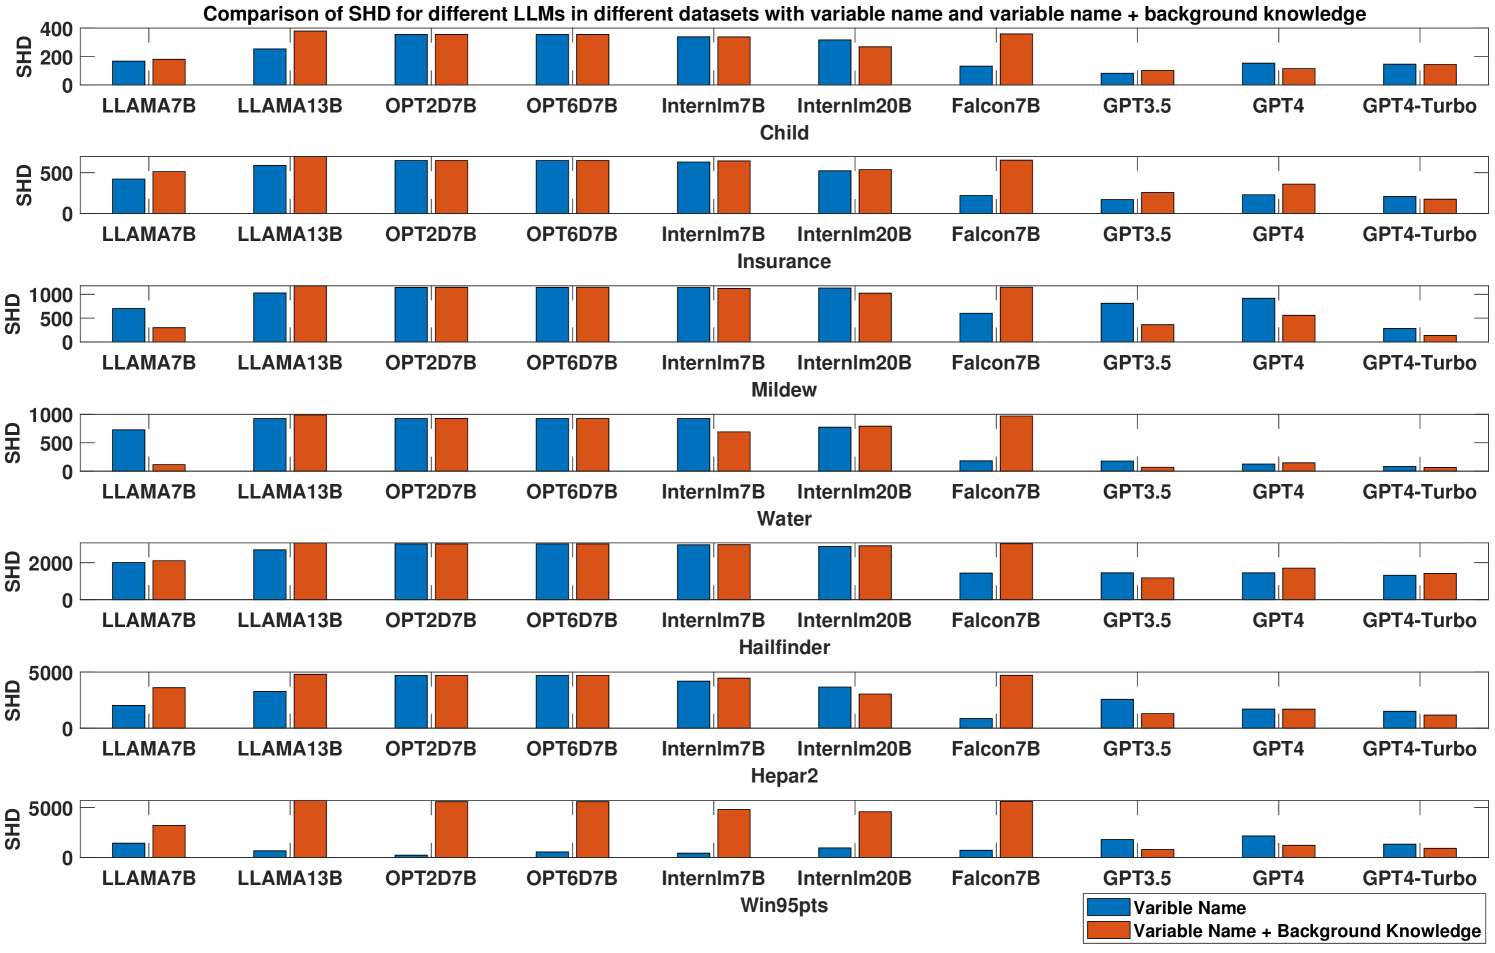 Comparison of SHD for different LLMs in different datasets with variable name and variable name + background knowledge
SHD
400
200
0
LLAMA7B LLAMA13B OPT2D7B OPT6D7B Internlm7B Internlm20B Falcon7B GPT3.5 GPT4 GPT4-Turbo
Child
SHD
500
0
LLAMA7B LLAMA13B OPT2D7B OPT6D7B Internlm7B Internlm20B Falcon7B GPT3.5 GPT4 GPT4-Turbo
Insurance
SHD
1000
500
0
LLAMA7B LLAMA13B OPT2D7B OPT6D7B Internlm7B Internlm20B Falcon7B GPT3.5 GPT4 GPT4-Turbo
Mildew
SHD
1000
500
0
LLAMA7B LLAMA13B OPT2D7B OPT6D7B Internlm7B Internlm20B Falcon7B GPT3.5 GPT4 GPT4-Turbo
Water
SHD
2000
0
LLAMA7B LLAMA13B OPT2D7B OPT6D7B Internlm7B Internlm20B Falcon7B GPT3.5 GPT4 GPT4-Turbo
Hailfinder
SHD
5000
0
LLAMA7B LLAMA13B OPT2D7B OPT6D7B Internlm7B Internlm20B Falcon7B GPT3.5 GPT4 GPT4-Turbo
Hepar2
SHD
5000
0
LLAMA7B LLAMA13B OPT2D7B OPT6D7B Internlm7B Internlm20B Falcon7B GPT3.5 GPT4 GPT4-Turbo
Win95pts
Varible Name
Variable Name + Background Knowledge